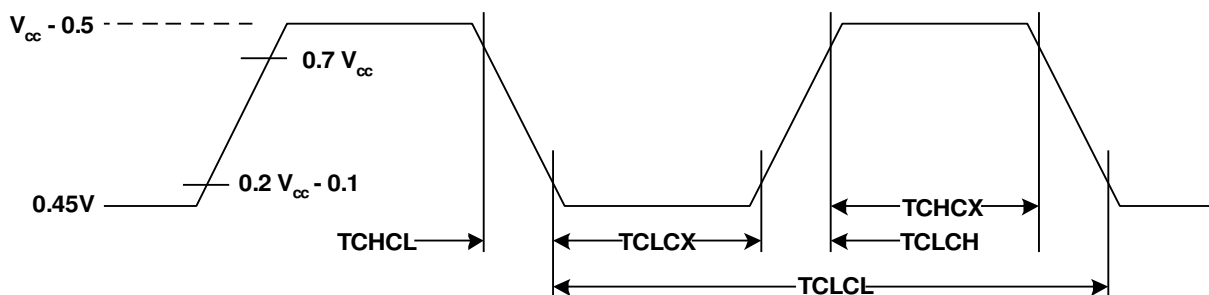 Vcc - 0.5
0.7 Vcc
0.2 Vcc - 0.1
0.45V
TCHCX
TCHCL
TCLCX
TCLCH
TCLCL